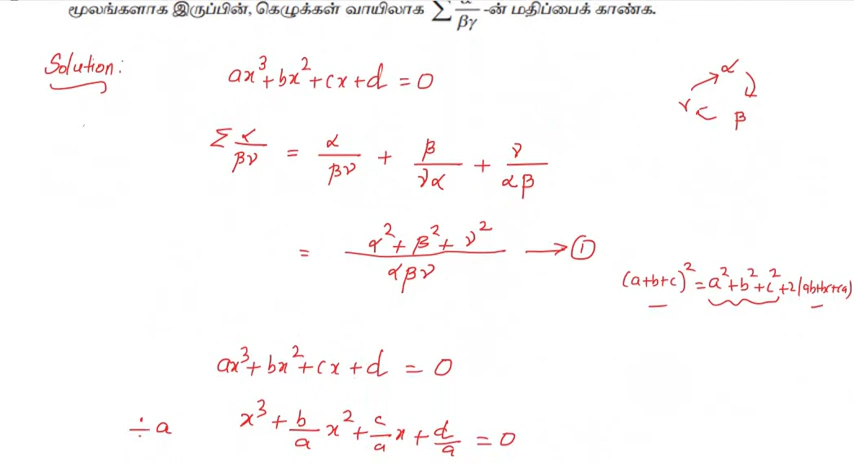 மூலங்களாக இருப்பின், கெழுக்கள் வாயிலாக ∑ α/βγ -ன் மதிப்பைக் காண்க.
Solution:
ax³+bx²+cx+d = 0
α
γ β
∑ α/βγ = α/βγ + β/γα + γ/αβ
= (α²+β²+γ²)/αβγ → ①
(a+b+c)² = a²+b²+c²+2(ab+bc+ca)
ax³+bx²+cx+d = 0
÷a x³+b/a x²+c/a x+d/a = 0